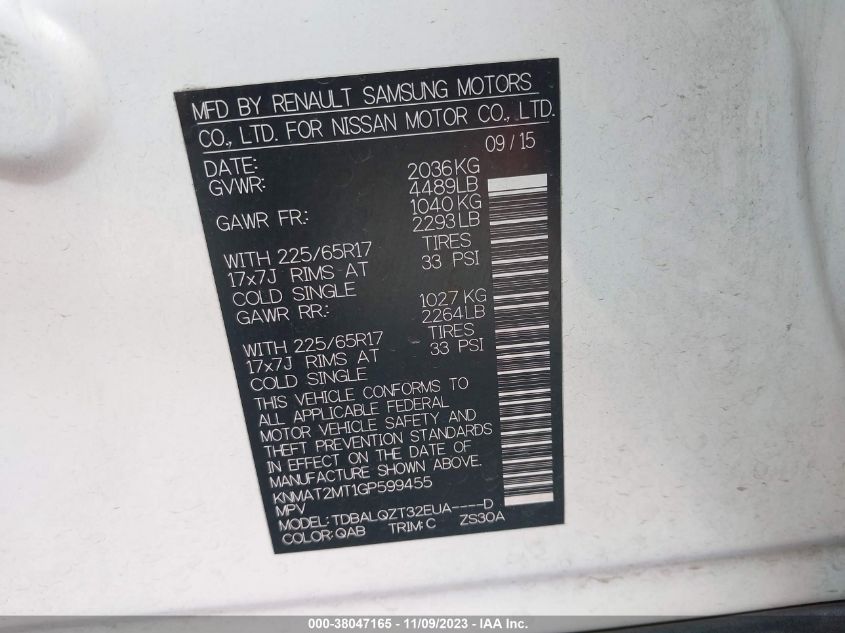 MFD BY RENAULT SAMSUNG MOTORS
CO., LTD. FOR NISSAN MOTOR CO., LTD.
DATE: 09/15
GVWR: 2036KG
4489LB
GAWR FR.: 1040KG
2293LB
WITH 225/65R17 TIRES
17x7J RIMS AT 33 PSI
COLD SINGLE
GAWR RR.: 1027KG
2264LB
WITH 225/65R17 TIRES
17x7J RIMS AT 33 PSI
COLD SINGLE
THIS VEHICLE CONFORMS TO
ALL APPLICABLE FEDERAL
MOTOR VEHICLE SAFETY AND
THEFT PREVENTION STANDARDS
IN EFFECT ON THE DATE OF
MANUFACTURE SHOWN ABOVE.
KNMAT2MT1GP599455
MPV
MODEL: TDBALQZT32EUA----D
COLOR: QAB TRIM: C ZS30A
000-38047165 - 11/09/2023 - IAA Inc.